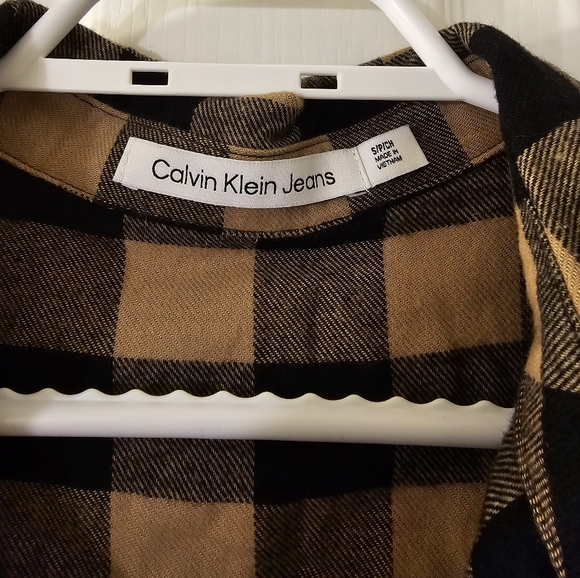 Calvin Klein Jeans
S/P/CH
MADE IN
VIETNAM